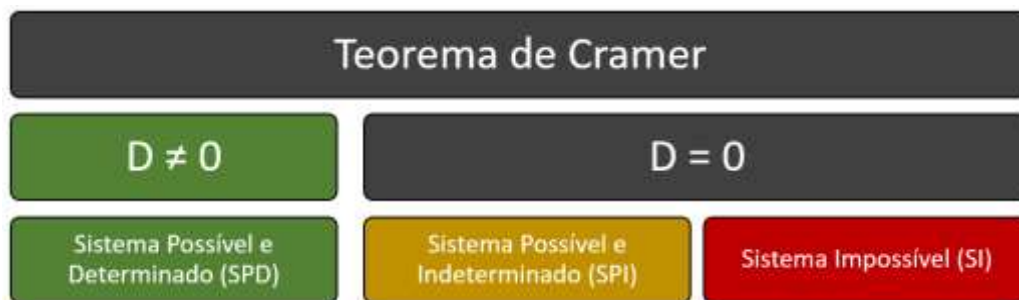 Teorema de Cramer
D ≠ 0
D = 0
Sistema Possível e
Determinado (SPD)
Sistema Possível e
Indeterminado (SPI)
Sistema Impossível (SI)